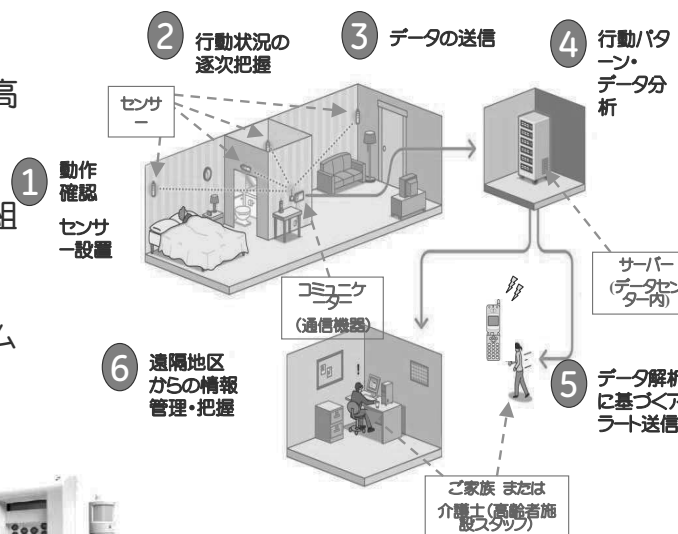 高
組
ム
1
動作
確認
センサ
ー設置
2
行動状況の
逐次把握
センサ
ー
3
データの送信
4
行動パタ
ーン・
データ分
析
コミュニケ
ーター
(通信機器)
サーバー
(データセン
ター内)
5
データ解析
に基づくア
ラート送信
6
遠隔地区
からの情報
管理・把握
ご家族 または
介護士(高齢者施
設スタッフ)